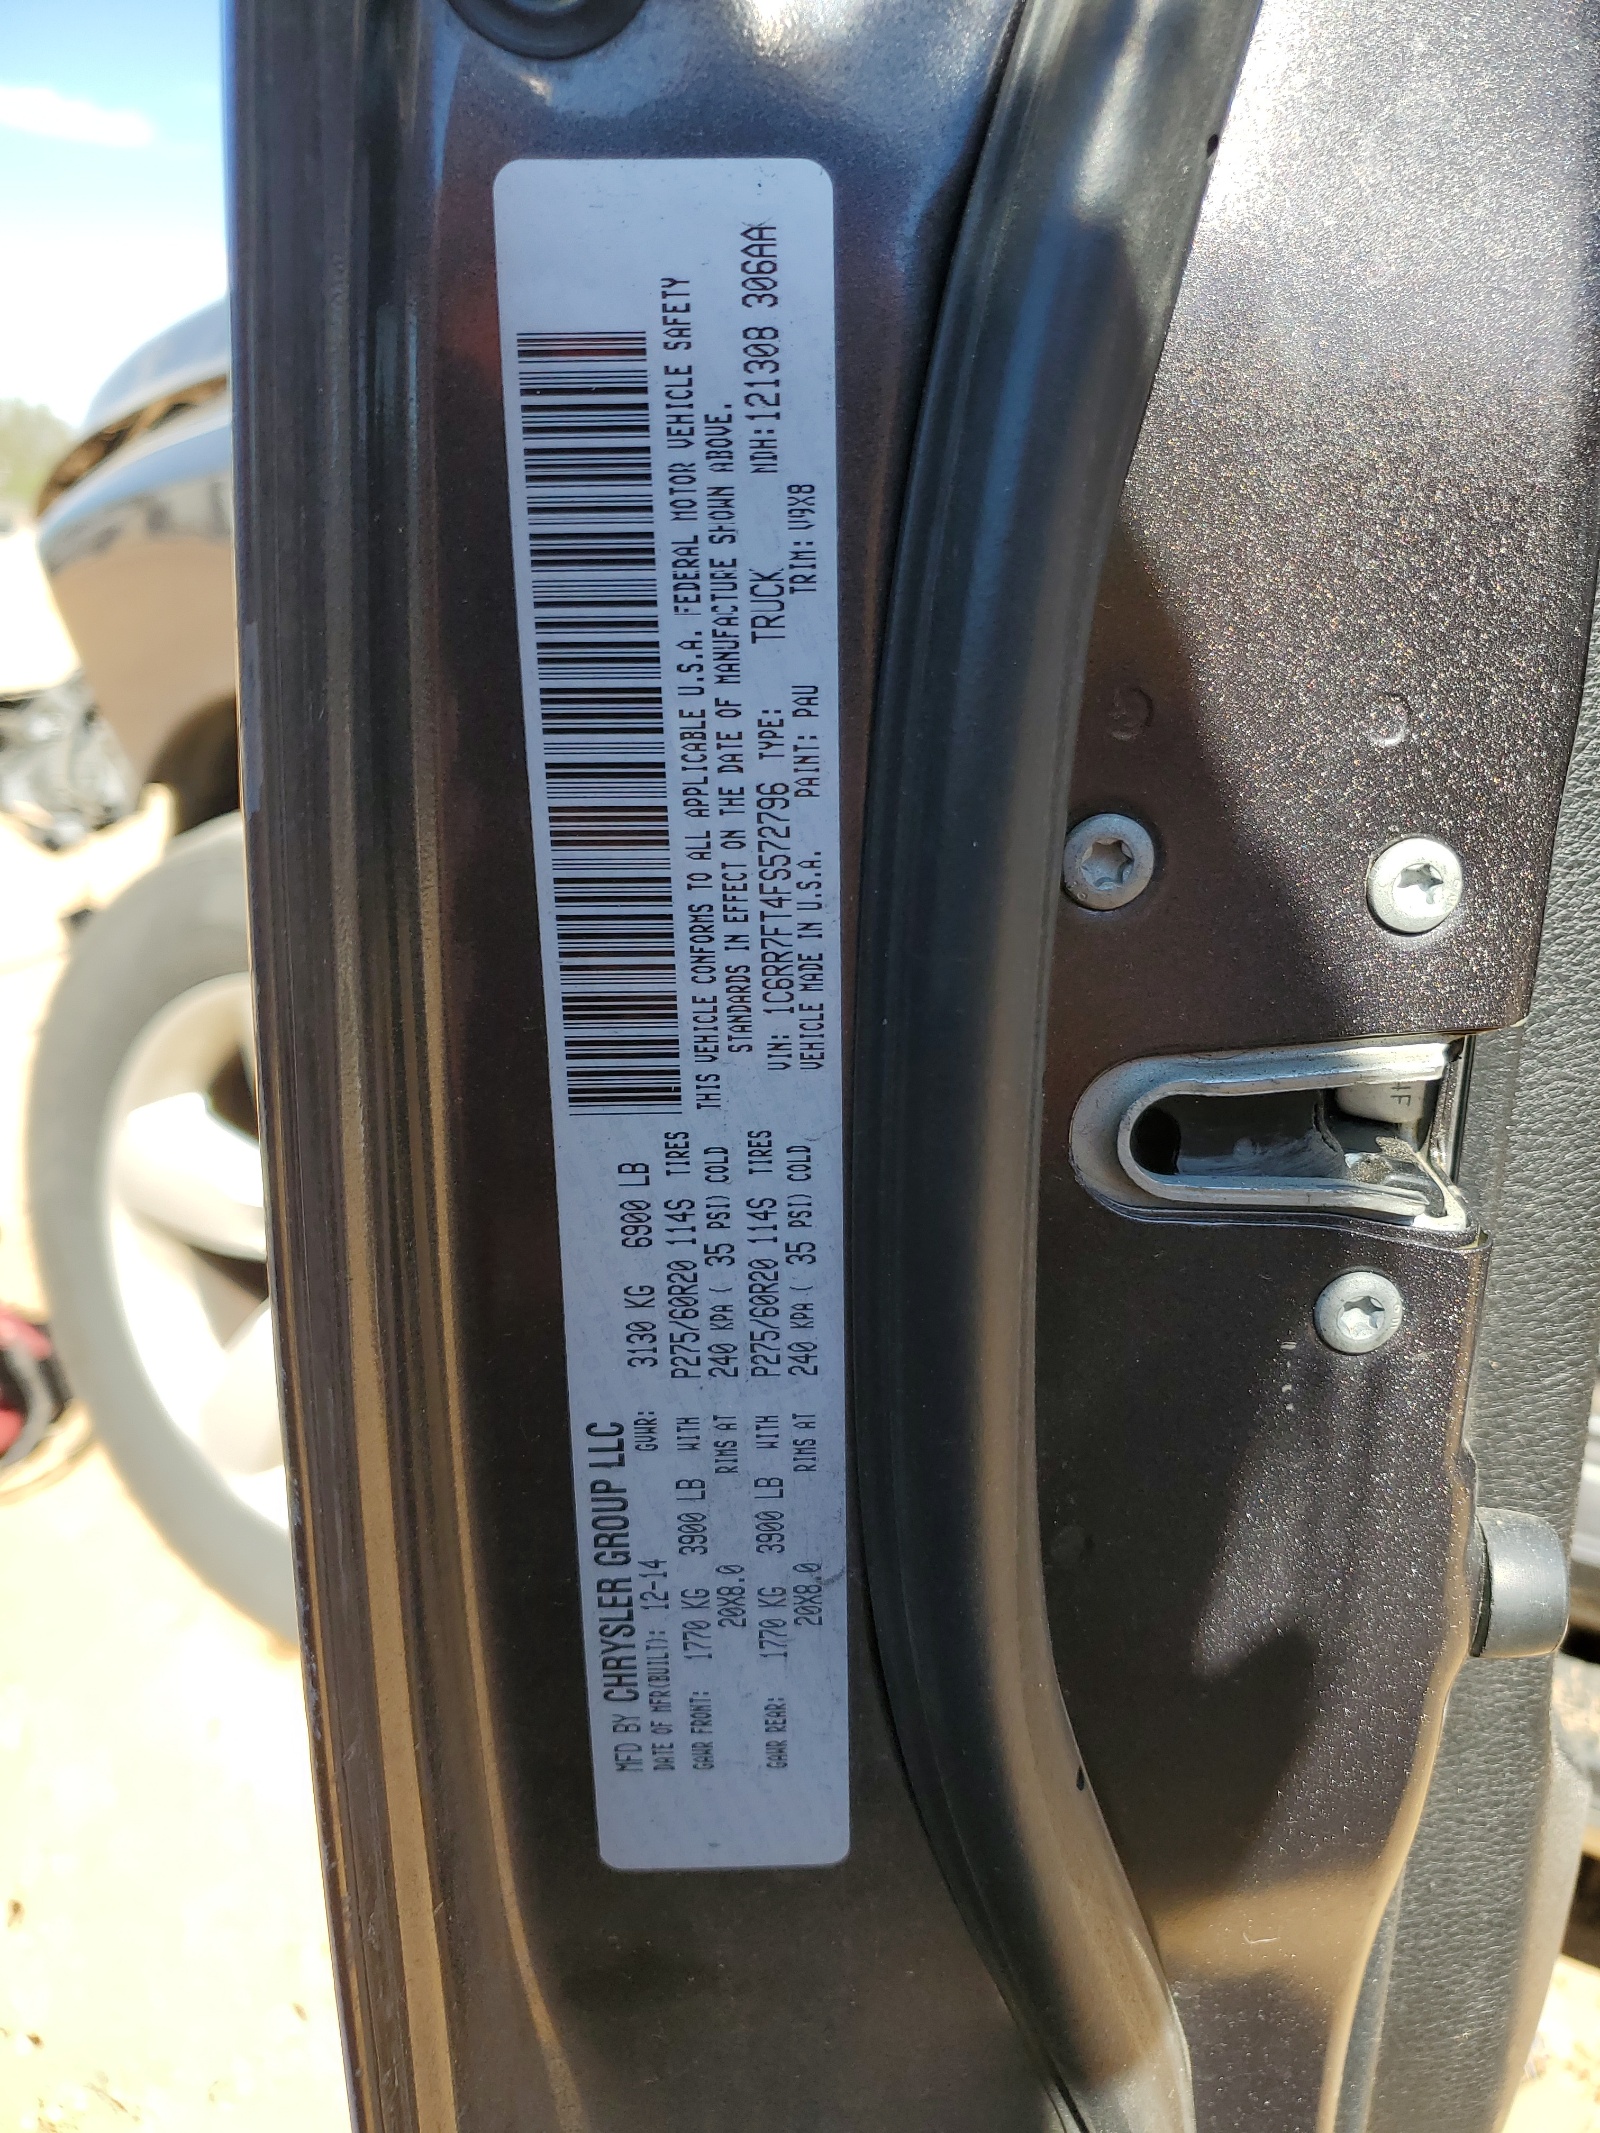 MFD BY CHRYSLER GROUP LLC
DATE OF MFR(BUILT): 12-14 GVWR: 3130 KG 6900 LB
GAWR FRONT: 1770 KG 3900 LB WITH P275/60R20 114S TIRES
20X8.0 RIMS AT 240 KPA ( 35 PSI) COLD
GAWR REAR: 1770 KG 3900 LB WITH P275/60R20 114S TIRES
20X8.0 RIMS AT 240 KPA ( 35 PSI) COLD
THIS VEHICLE CONFORMS TO ALL APPLICABLE U.S.A. FEDERAL MOTOR VEHICLE SAFETY
STANDARDS IN EFFECT ON THE DATE OF MANUFACTURE SHOWN ABOVE.
VIN: 1C6RR7FT4FS572796 TYPE: TRUCK MDH: 121308 306AA
VEHICLE MADE IN U.S.A. PAINT: PAU TRIM: V9X8